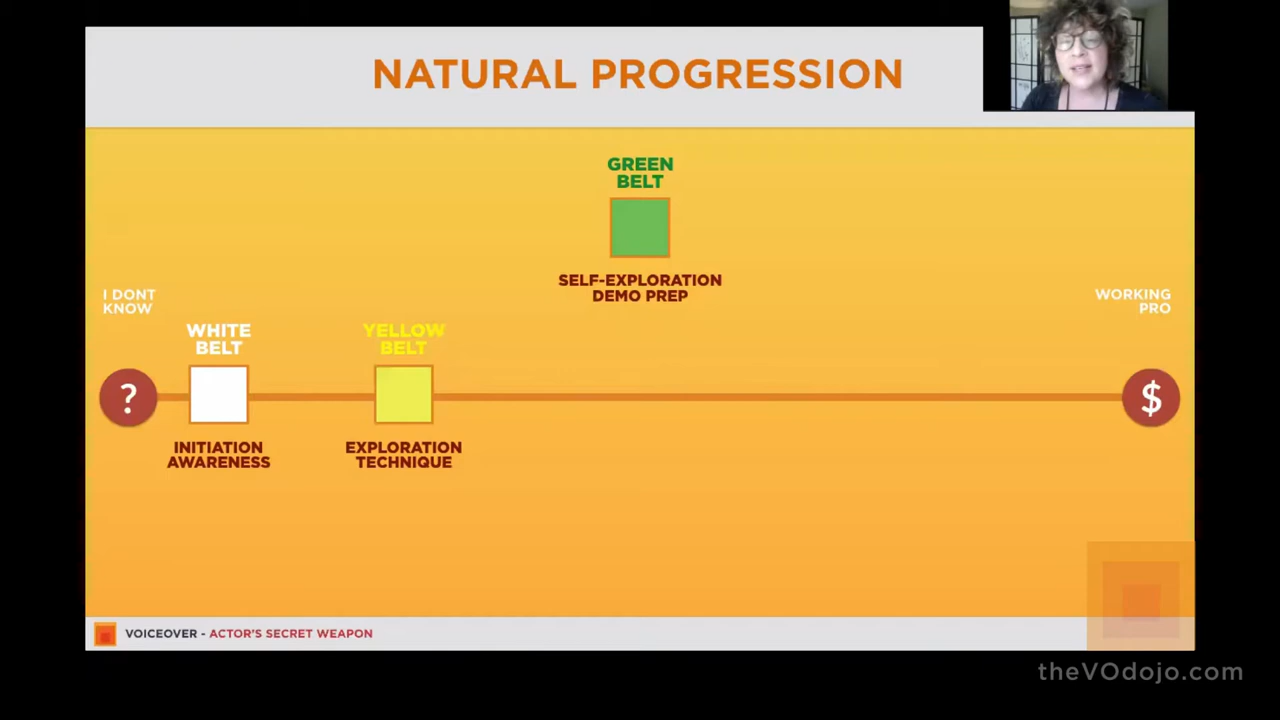 NATURAL PROGRESSION
GREEN
BELT
SELF-EXPLORATION
DEMO PREP
I DONT
KNOW
WORKING
PRO
WHITE
BELT
YELLOW
BELT
?
$
INITIATION
AWARENESS
EXPLORATION
TECHNIQUE
VOICEOVER - ACTOR'S SECRET WEAPON
theVOdojo.com